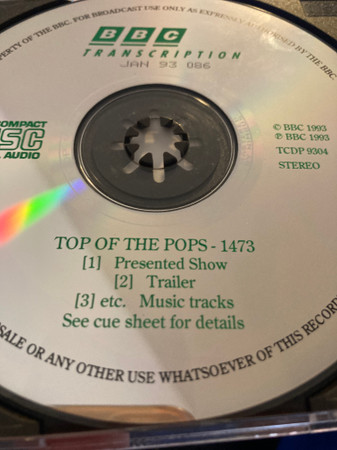 PERTY OF THE BBC. FOR BROADCAST USE ONLY AS EXPRESSLY AUTHORISED BY THE BBC
BBC
TRANSCRIPTION
JAN 93 086
COMPACT
DISC
AUDIO
© BBC 1993
℗ BBC 1993
TCDP 9304
STEREO
TOP OF THE POPS - 1473
[1] Presented Show
[2] Trailer
[3] etc. Music tracks
See cue sheet for details
SALE OR ANY OTHER USE WHATSOEVER OF THIS RECOR